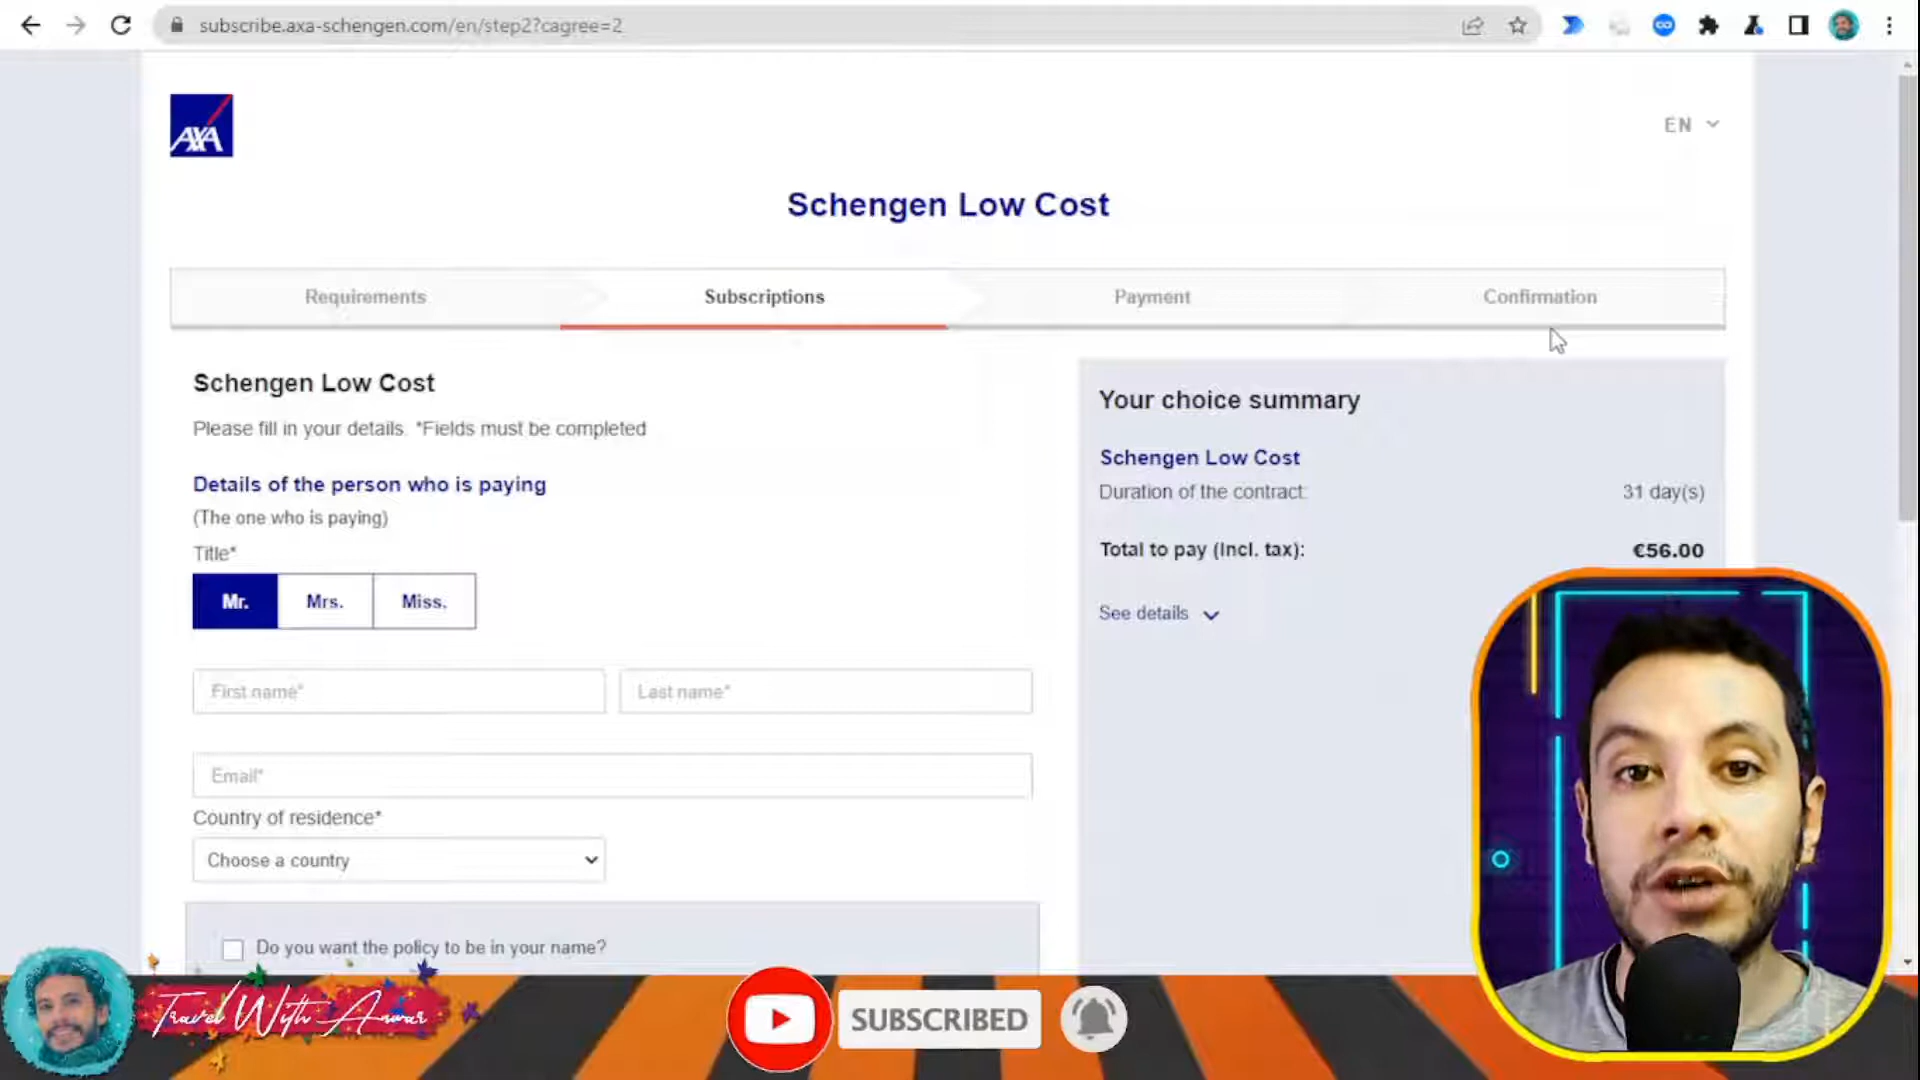 subscribe.axa-schengen.com/en/step2?cagree=2
AXA
EN
Schengen Low Cost
Requirements
Subscriptions
Payment
Confirmation
Schengen Low Cost
Please fill in your details. *Fields must be completed
Details of the person who is paying
(The one who is paying)
Title*
Mr.
Mrs.
Miss.
First name*
Last name*
Email*
Country of residence*
Choose a country
Do you want the policy to be in your name?
Your choice summary
Schengen Low Cost
Duration of the contract: 31 day(s)
Total to pay (incl. tax): €56.00
See details
Travel With Anwar
SUBSCRIBED